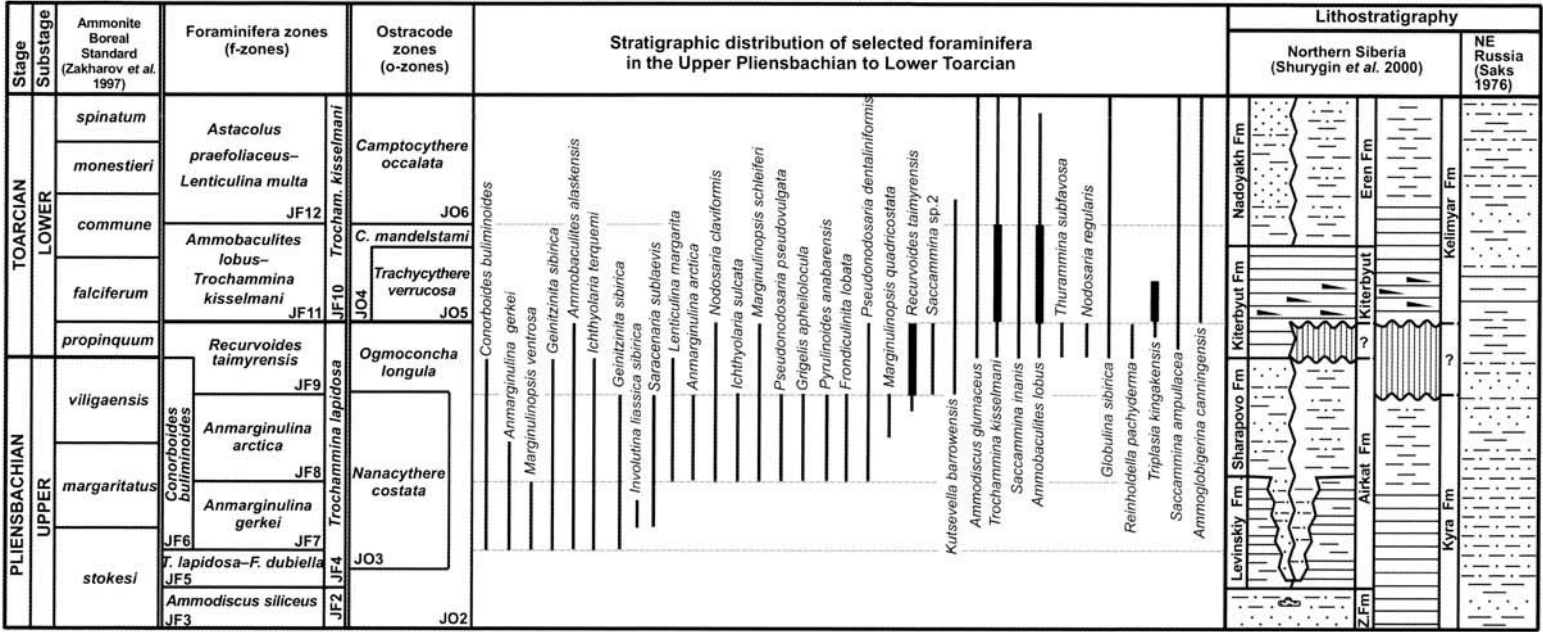 Stage
Substage
Ammonite
Boreal
Standard
(Zakharov et al.
1997)
Foraminifera zones
(f-zones)
Ostracode
zones
(o-zones)
Stratigraphic distribution of selected foraminifera
in the Upper Pliensbachian to Lower Toarcian
Lithostratigraphy
Northern Siberia
(Shurygin et al. 2000)
NE
Russia
(Saks
1976)
TOARCIAN
LOWER
PLIENSBACHIAN
UPPER
spinatum
monestieri
commune
falciferum
propinquum
viligaensis
margaritatus
stokesi
Astacolus
praefoliaceus–
Lenticulina multa
JF12
Ammobaculites
lobus–
Trochammina
kisselmani
JF11
Recurvoides
taimyrensis
JF9
Anmarginulina
arctica
JF8
Anmarginulina
gerkei
JF7
Conorboides
buliminoides
JF6
T. lapidosa–F. dubiella
JF5
Ammodiscus siliceus
JF3
Trocham. kisselmani
JF10
Trochammina lapidosa
JF4
JF2
Camptocythere
occalata
JO6
C. mandelstami
Trachycythere
verrucosa
JO4
JO5
Ogmoconcha
longula
Nanacythere
costata
JO3
JO2
Conorboides buliminoides
Anmarginulina gerkei
Marginulinopsis ventrosa
Geinitzinita sibirica
Ammobaculites alaskensis
Ichthyolaria terquemi
Geinitzinita sibirica
Involutina liassica sibirica
Saracenaria sublaevis
Lenticulina margarita
Anmarginulina arctica
Nodosaria claviformis
Ichthyolaria sulcata
Marginulinopsis schleiferi
Pseudonodosaria pseudovulgata
Grigelis apheilolocula
Pyrulinoides anabarensis
Frondiculinita lobata
Pseudonodosaria dentaliniformis
Marginulinopsis quadricostata
Recurvoides taimyrensis
Saccammina sp.2
Kutsevella barrowensis
Ammodiscus glumaceus
Trochammina kisselmani
Saccammina inanis
Ammobaculites lobus
Thurammina subfavosa
Nodosaria regularis
Globulina sibirica
Reinholdella pachyderma
Triplasia kingakensis
Saccammina ampullacea
Ammoglobigerina canningensis
Nadoyakh Fm
Kiterbyut Fm
Sharapovo Fm
Levinskiy Fm
Eren Fm
Kiterbyut
?
Airkat Fm
Z.Fm
Kelimyar Fm
?
Kyra Fm